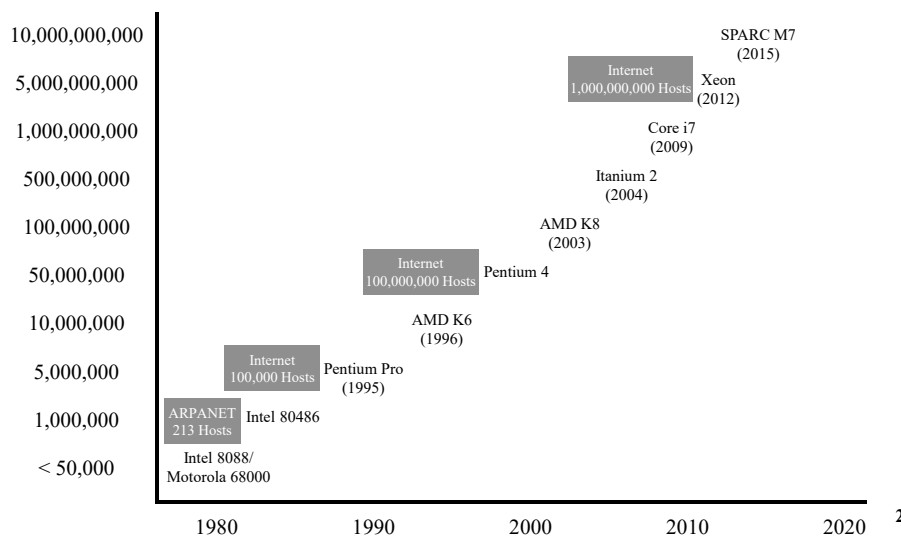 10,000,000,000
SPARC M7
(2015)
5,000,000,000
Internet
1,000,000,000 Hosts
Xeon
(2012)
1,000,000,000
Core i7
(2009)
500,000,000
Itanium 2
(2004)
100,000,000
AMD K8
(2003)
50,000,000
Internet
100,000,000 Hosts
Pentium 4
10,000,000
AMD K6
(1996)
5,000,000
Internet
100,000 Hosts
Pentium Pro
(1995)
1,000,000
ARPANET
213 Hosts
Intel 80486
< 50,000
Intel 8088/
Motorola 68000
1980
1990
2000
2010
2020